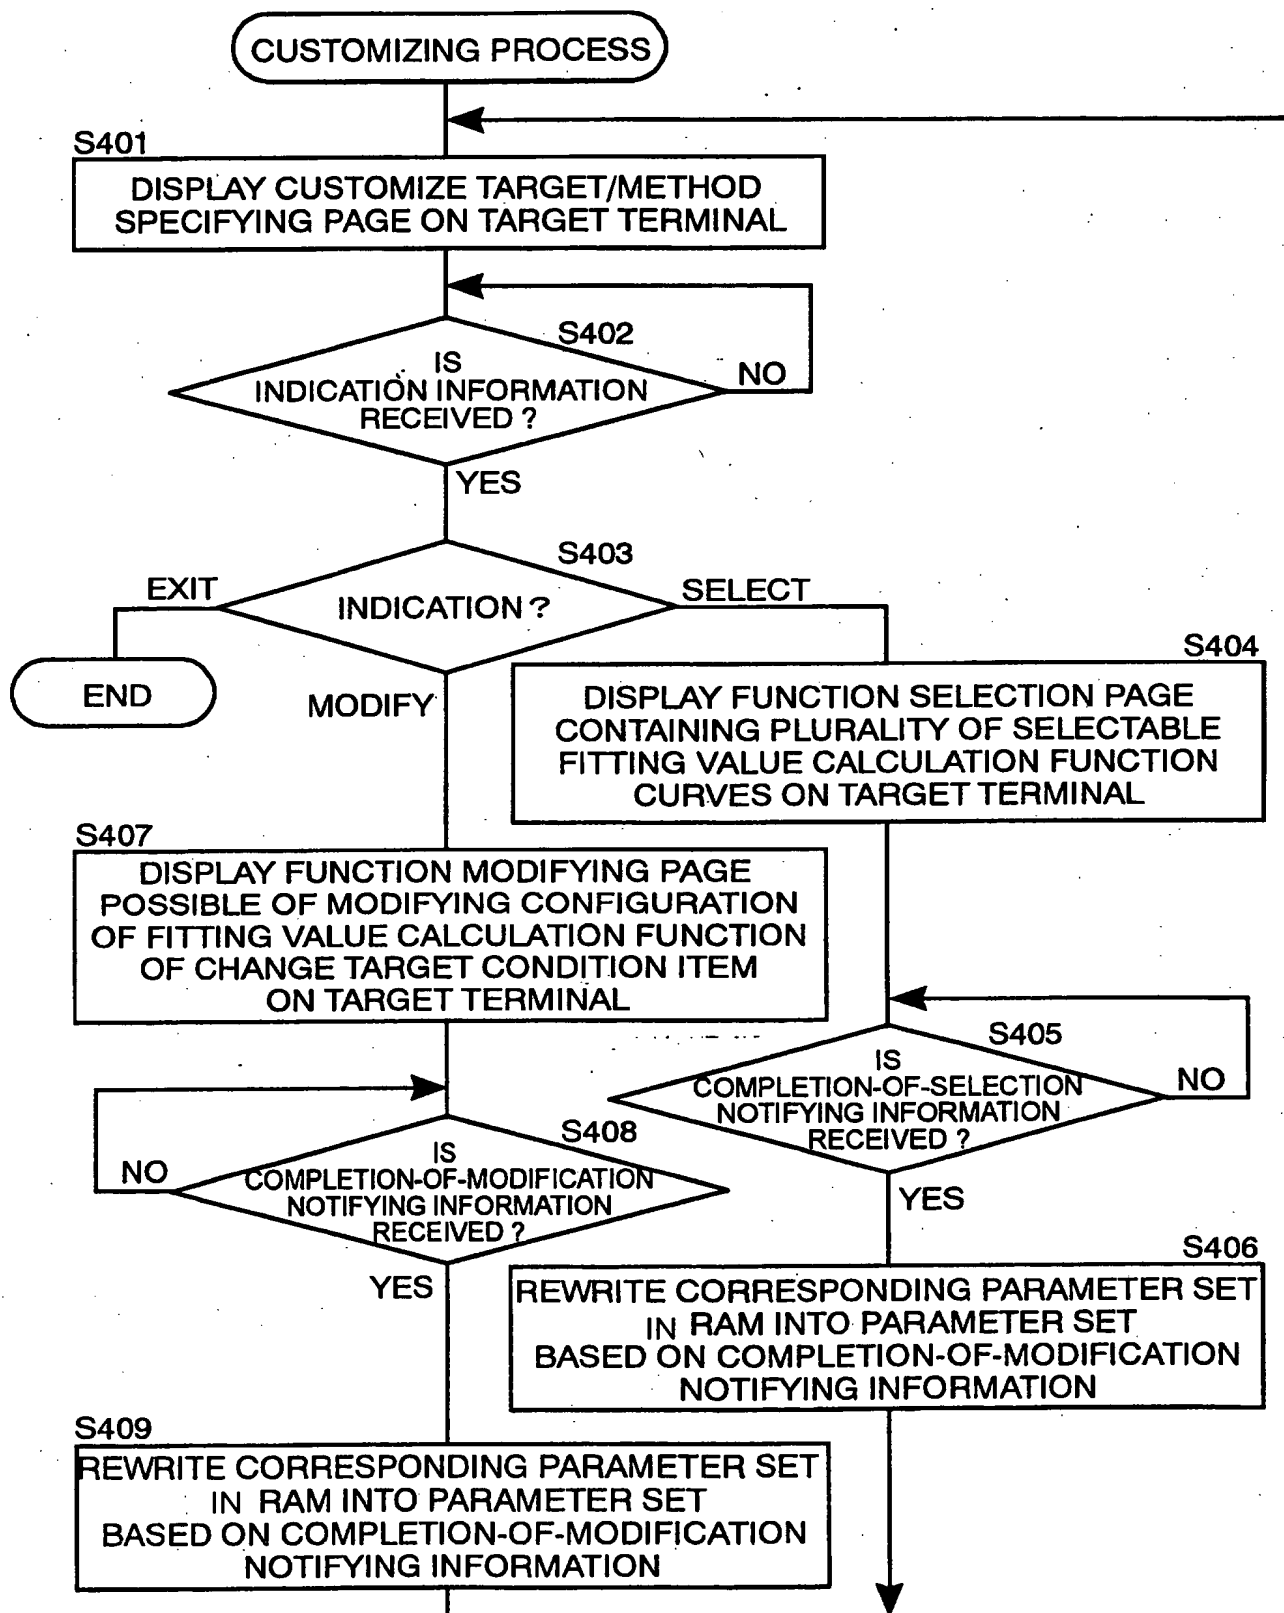 CUSTOMIZING PROCESS
S401
DISPLAY CUSTOMIZE TARGET/METHOD
SPECIFYING PAGE ON TARGET TERMINAL
S402
IS
INDICATION INFORMATION
RECEIVED ?
NO
YES
S403
EXIT
INDICATION ?
SELECT
END
MODIFY
S404
DISPLAY FUNCTION SELECTION PAGE
CONTAINING PLURALITY OF SELECTABLE
FITTING VALUE CALCULATION FUNCTION
CURVES ON TARGET TERMINAL
S407
DISPLAY FUNCTION MODIFYING PAGE
POSSIBLE OF MODIFYING CONFIGURATION
OF FITTING VALUE CALCULATION FUNCTION
OF CHANGE TARGET CONDITION ITEM
ON TARGET TERMINAL
S405
IS
COMPLETION-OF-SELECTION
NOTIFYING INFORMATION
RECEIVED ?
NO
YES
S408
IS
COMPLETION-OF-MODIFICATION
NOTIFYING INFORMATION
RECEIVED ?
NO
YES
S406
REWRITE CORRESPONDING PARAMETER SET
IN RAM INTO PARAMETER SET
BASED ON COMPLETION-OF-MODIFICATION
NOTIFYING INFORMATION
S409
REWRITE CORRESPONDING PARAMETER SET
IN RAM INTO PARAMETER SET
BASED ON COMPLETION-OF-MODIFICATION
NOTIFYING INFORMATION